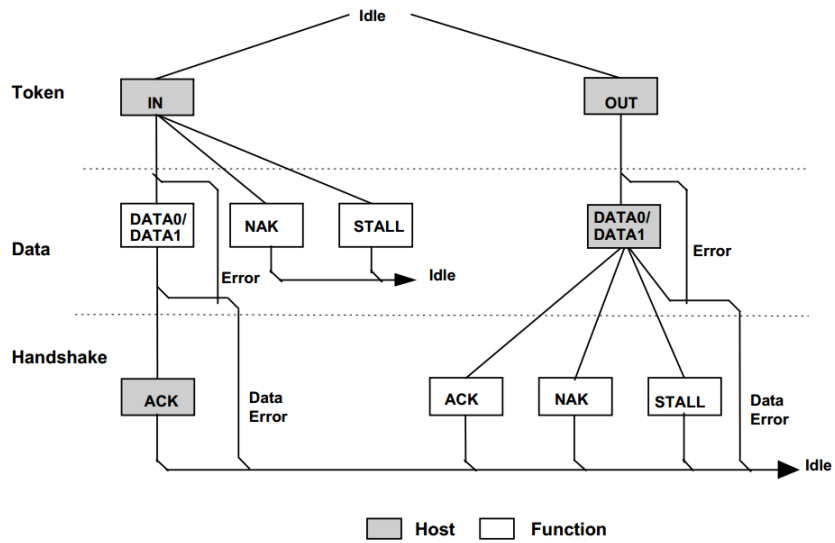 Idle
Token
IN
OUT
DATA0/
DATA1
NAK
STALL
DATA0/
DATA1
Data
Error
Idle
Error
Handshake
ACK
Data
Error
ACK
NAK
STALL
Data
Error
Idle
Host
Function